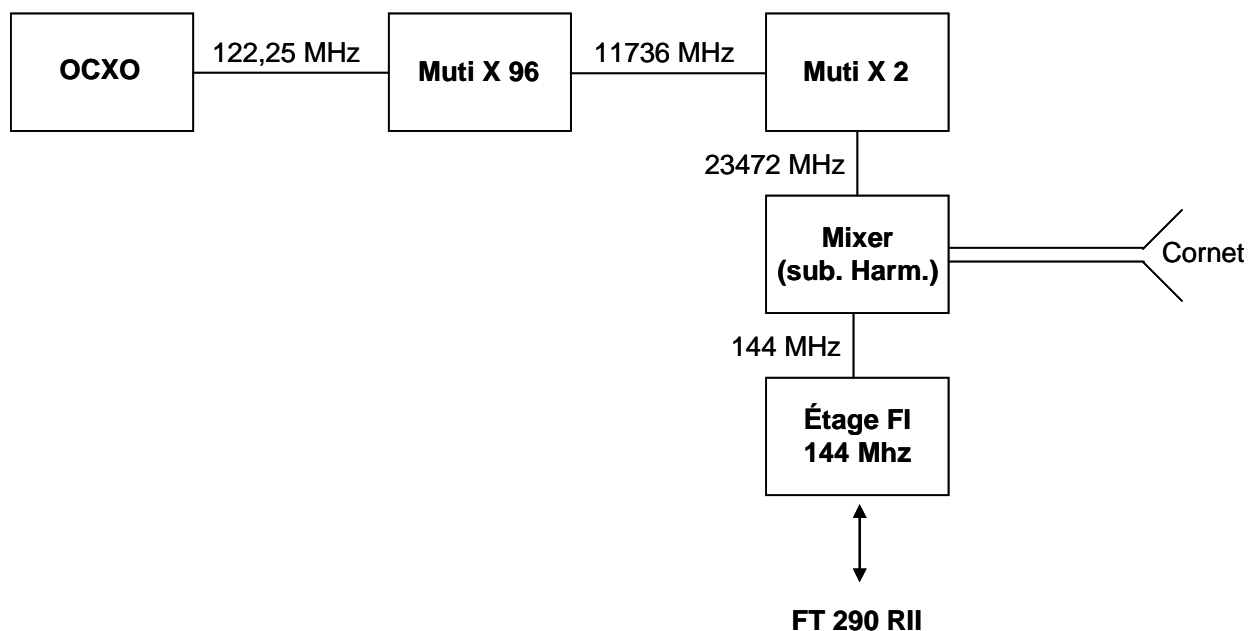 OCXO
122,25 MHz
Muti X 96
11736 MHz
Muti X 2
23472 MHz
Mixer
(sub. Harm.)
Cornet
144 MHz
Étage FI
144 Mhz
FT 290 RII